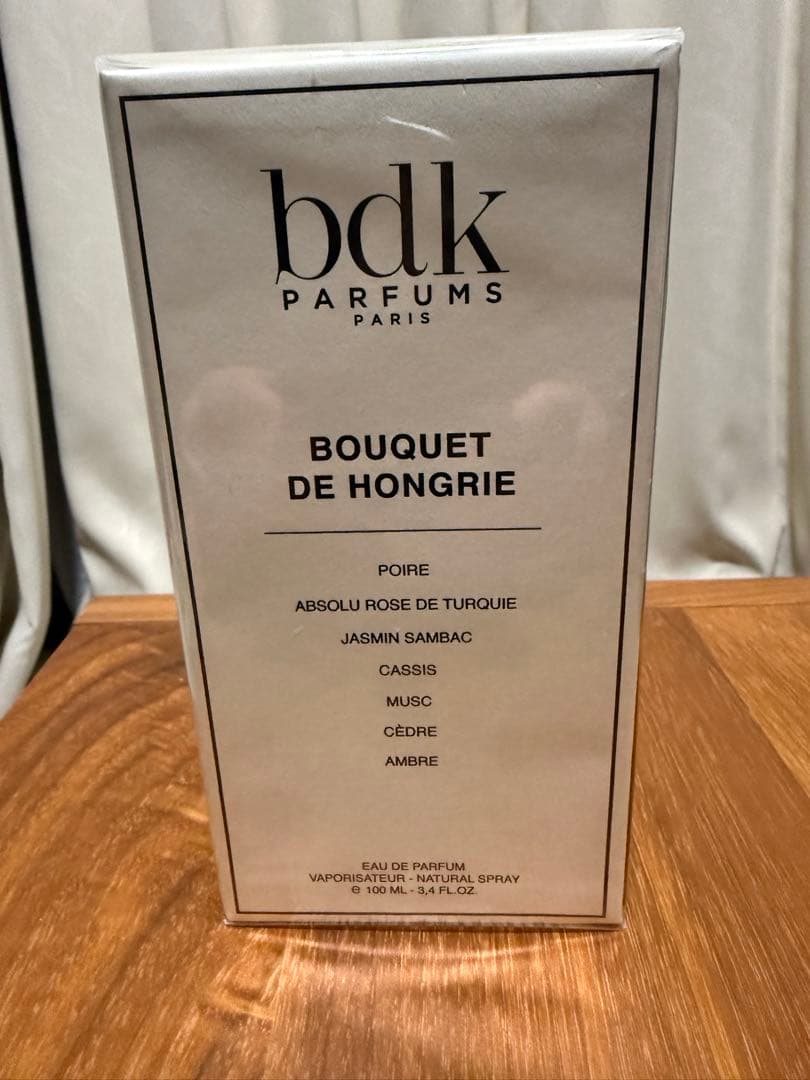 bdk
PARFUMS
PARIS
BOUQUET
DE HONGRIE
POIRE
ABSOLU ROSE DE TURQUIE
JASMIN SAMBAC
CASSIS
MUSC
CÈDRE
AMBRE
EAU DE PARFUM
VAPORISATEUR - NATURAL SPRAY
℮ 100 ML - 3,4 FL.OZ.